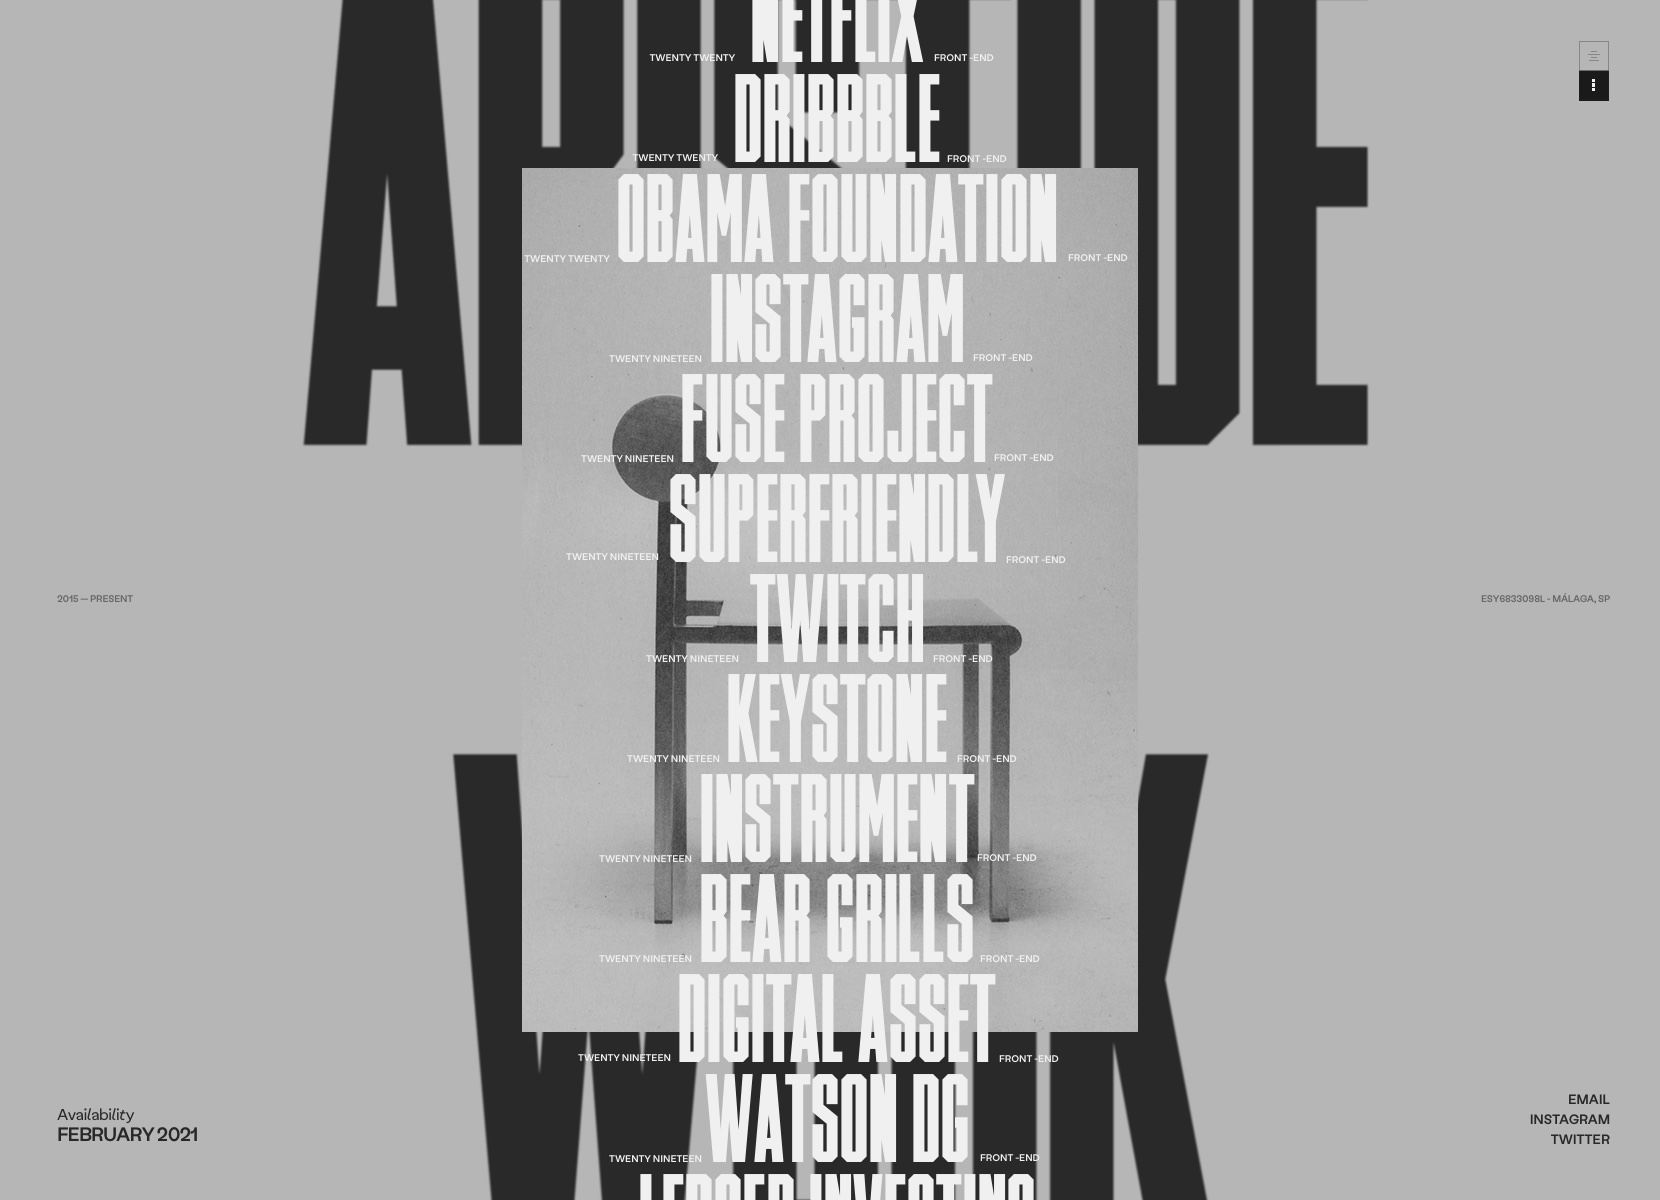 NETFLIX
TWENTY TWENTY
FRONT-END
DRIBBBLE
TWENTY TWENTY
FRONT-END
OBAMA FOUNDATION
TWENTY TWENTY
FRONT-END
INSTAGRAM
TWENTY NINETEEN
FRONT-END
FUSE PROJECT
TWENTY NINETEEN
FRONT-END
SUPERFRIENDLY
TWENTY NINETEEN
FRONT-END
2015 — PRESENT
ESY6833098L - MÁLAGA, SP
TWITCH
TWENTY NINETEEN
FRONT-END
KEYSTONE
TWENTY NINETEEN
FRONT-END
INSTRUMENT
TWENTY NINETEEN
FRONT-END
BEAR GRILLS
TWENTY NINETEEN
FRONT-END
DIGITAL ASSET
TWENTY NINETEEN
FRONT-END
WATSON DG
TWENTY NINETEEN
FRONT-END
LEDGER INVESTING
Availability
FEBRUARY 2021
EMAIL
INSTAGRAM
TWITTER